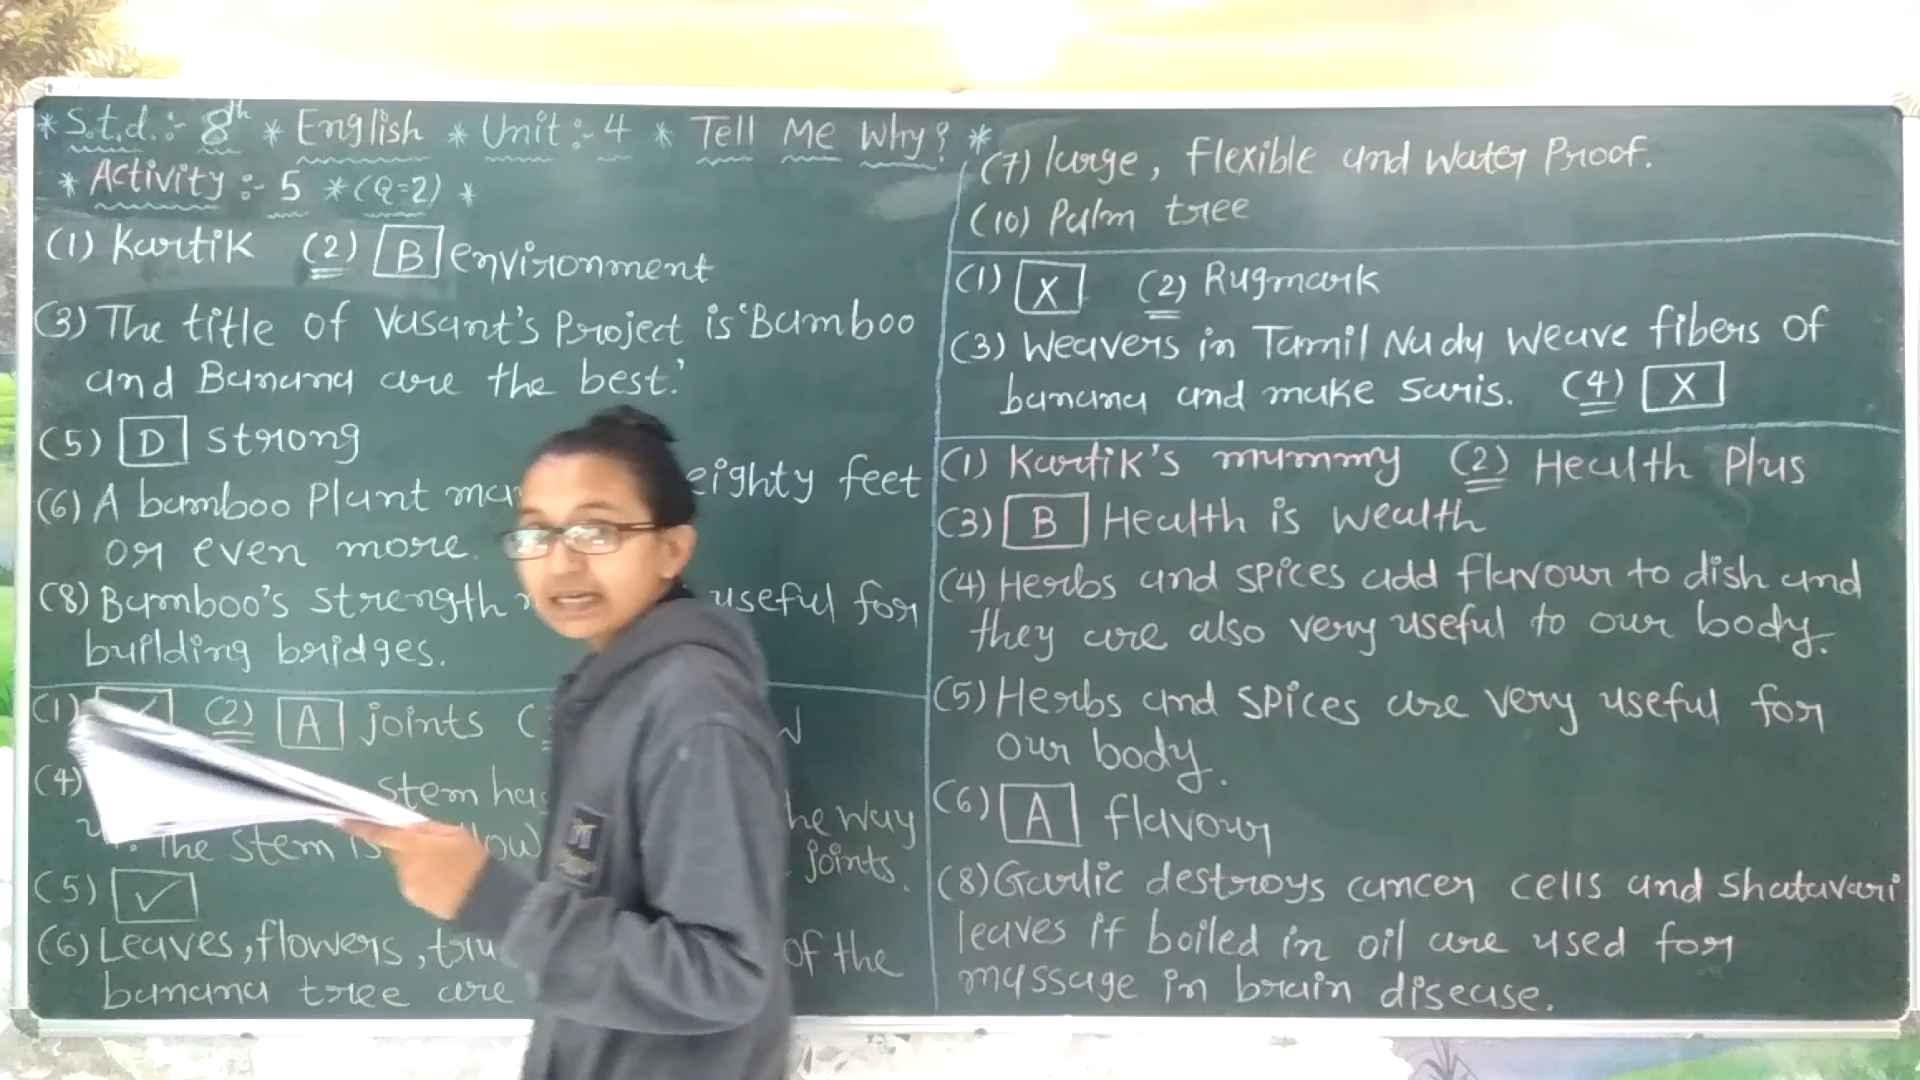 * S.t.d. :- 8th * English * Unit :- 4 * Tell Me Why? *
* Activity :- 5 * (Q=2) *
(1) Kartik (2) B environment
(3) The title of Vasant's Project is 'Bamboo
and Banana are the best.'
(5) D strong
(6) A bamboo Plant eighty feet
or even more.
(8) Bamboo's strength useful for
building bridges.
(1) ✓ (2) A joints
(4) stem has the way
The stem is joints.
(5) ✓
(6) Leaves, flowers, of the
banana tree are
(7) large, flexible and Water Proof.
(10) Palm tree
(1) X (2) Rugmark
(3) Weavers in Tamil Nadu Weave fibers of
banana and make saris. (4) X
(1) Kartik's mummy (2) Health Plus
(3) B Health is wealth
(4) Herbs and spices add flavour to dish and
they are also very useful to our body.
(5) Herbs and spices are very useful for
our body.
(6) A flavour
(8) Garlic destroys cancer cells and shatavari
leaves if boiled in oil are used for
massage in brain disease.